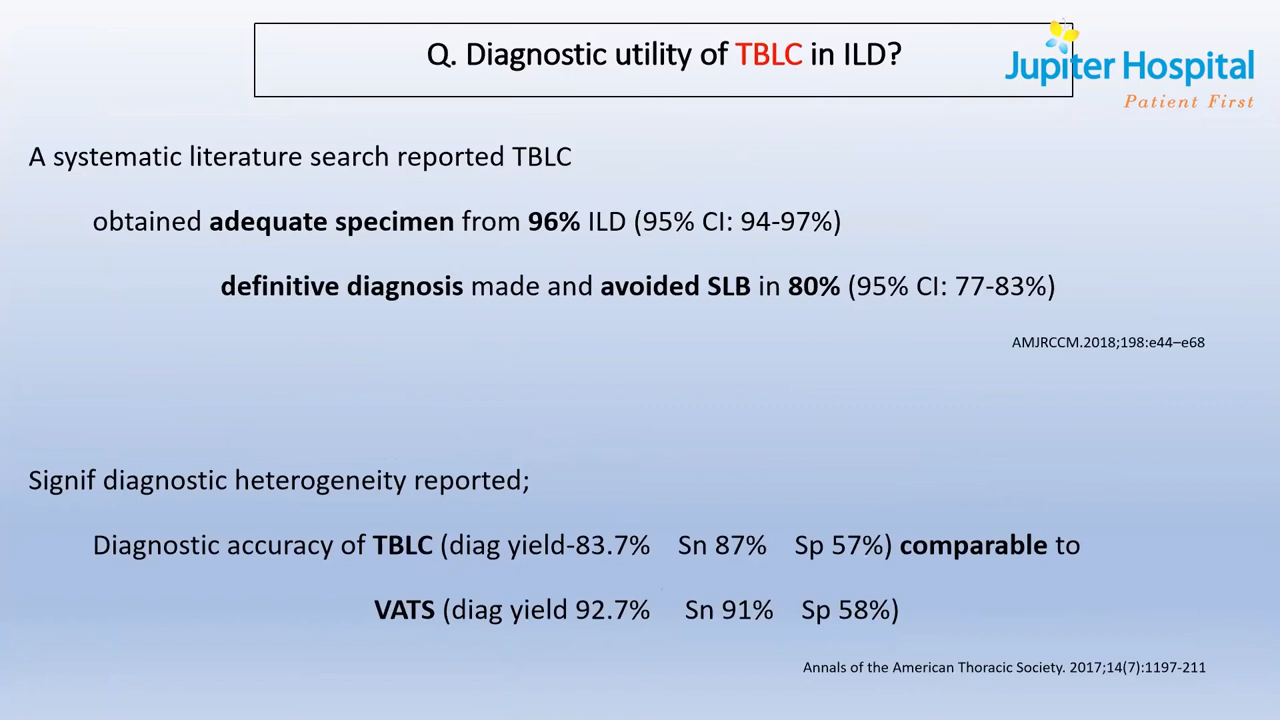 Q. Diagnostic utility of TBLC in ILD?
Jupiter Hospital
Patient First
A systematic literature search reported TBLC
obtained adequate specimen from 96% ILD (95% CI: 94-97%)
definitive diagnosis made and avoided SLB in 80% (95% CI: 77-83%)
AMJRCCM.2018;198:e44–e68
Signif diagnostic heterogeneity reported;
Diagnostic accuracy of TBLC (diag yield-83.7% Sn 87% Sp 57%) comparable to
VATS (diag yield 92.7% Sn 91% Sp 58%)
Annals of the American Thoracic Society. 2017;14(7):1197-211